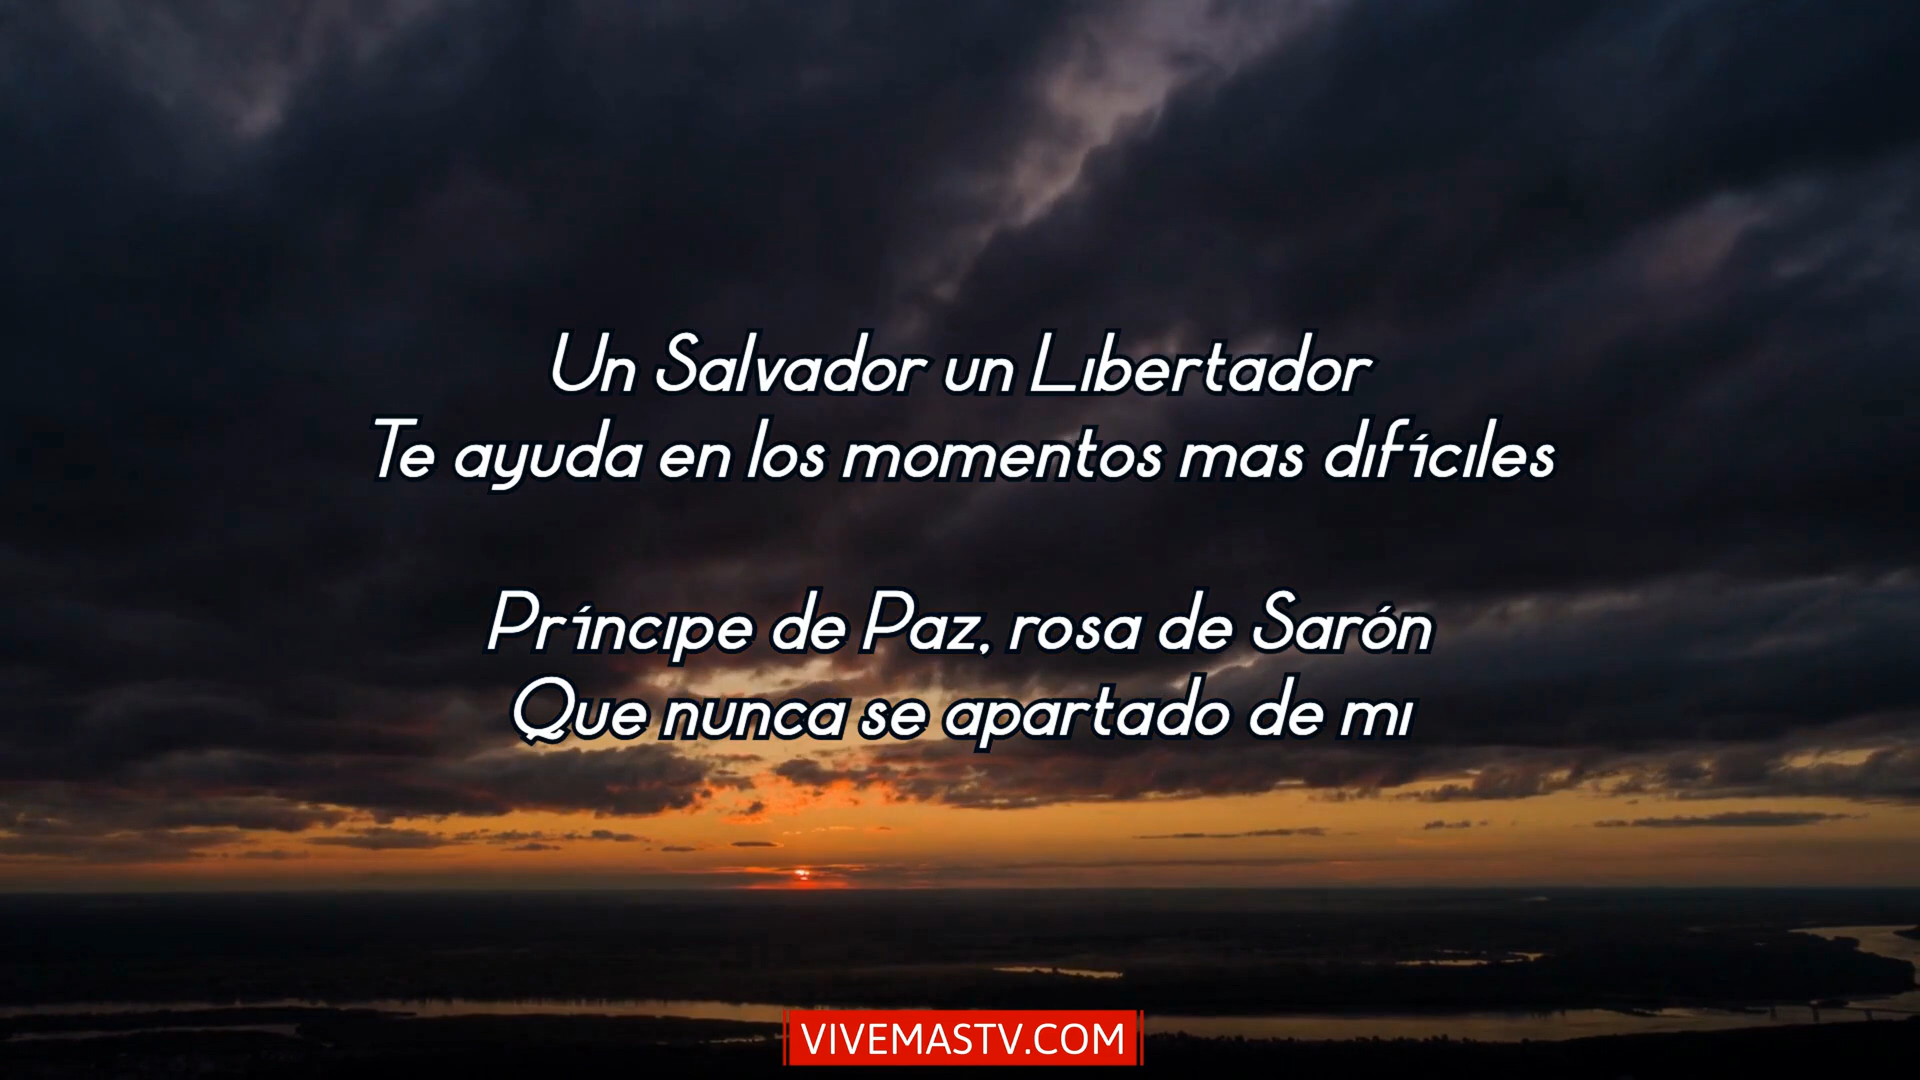 Un Salvador un Libertador
Te ayuda en los momentos mas difíciles
Príncipe de Paz, rosa de Sarón
Que nunca se apartado de mi
VIVEMASTV.COM